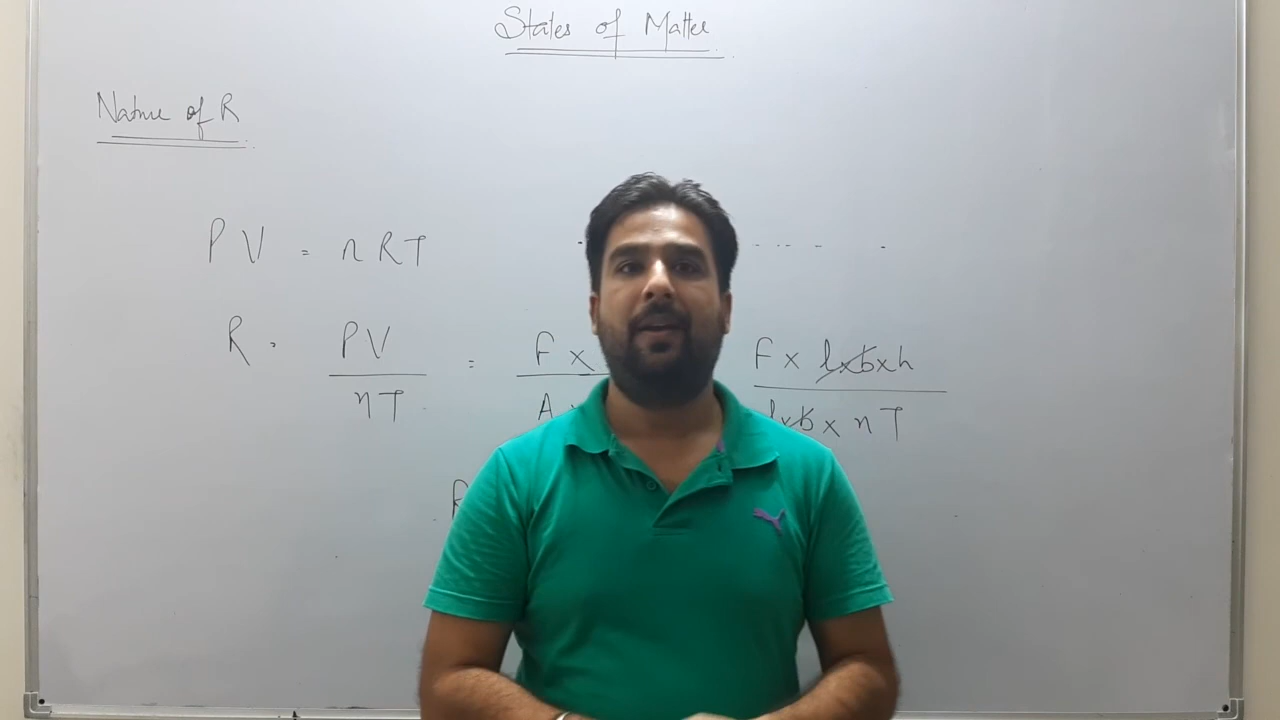 States of Matter
Nature of R
PV = nRT
R = PV / nT = F x / A F x l x b x h / l x b x nT
R